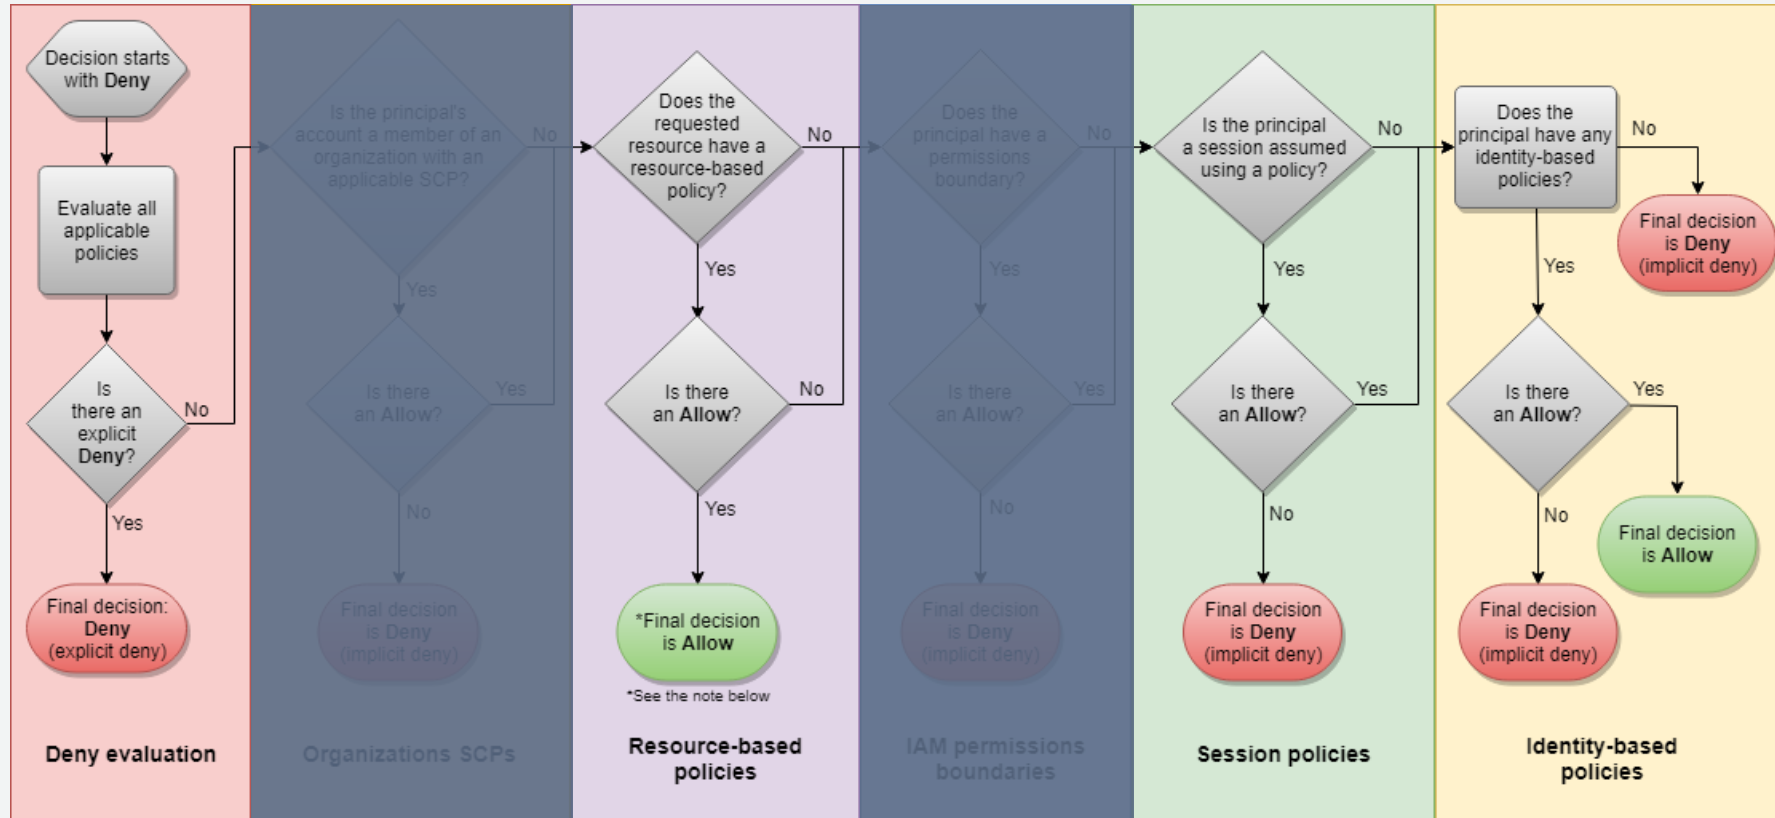 Decision starts
with Deny
Evaluate all
applicable
policies
Is
there an
explicit
Deny?
No
Yes
Final decision:
Deny
(explicit deny)
Deny evaluation
Is the principal's
account a member of an
organization with an
applicable SCP?
No
Yes
Is there
an Allow?
Yes
No
Final decision
is Deny
(implicit deny)
Organizations SCPs
Does the
requested
resource have a
resource-based
policy?
No
Yes
Is there
an Allow?
No
Yes
*Final decision
is Allow
*See the note below
Resource-based
policies
Does the
principal have a
permissions
boundary?
No
Yes
Is there
an Allow?
Yes
No
Final decision
is Deny
(implicit deny)
IAM permissions
boundaries
Is the principal
a session assumed
using a policy?
No
Yes
Is there
an Allow?
Yes
No
Final decision
is Deny
(implicit deny)
Session policies
Does the
principal have any
identity-based
policies?
No
Final decision
is Deny
(implicit deny)
Yes
Is there
an Allow?
Yes
Final decision
is Allow
No
Final decision
is Deny
(implicit deny)
Identity-based
policies